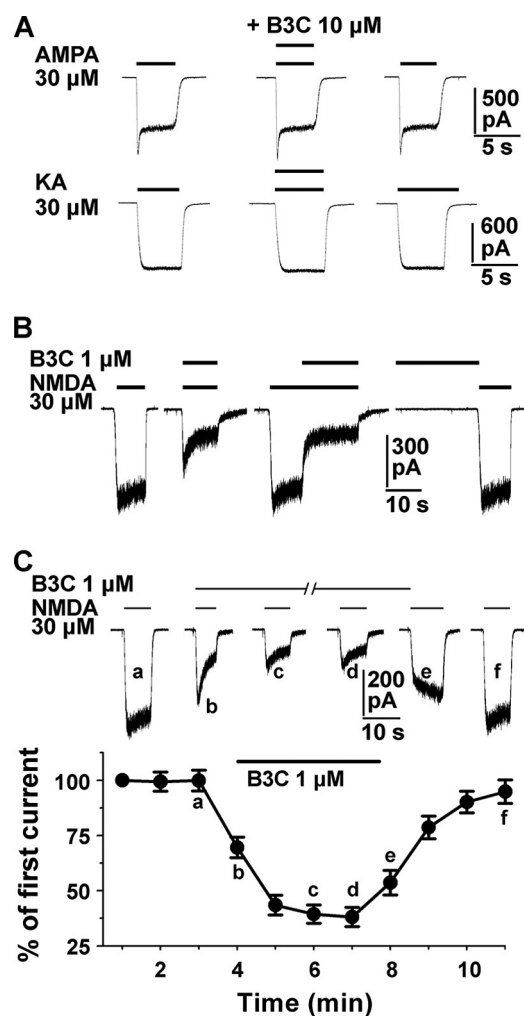 A
+ B3C 10 µM
AMPA
30 µM
500
pA
5 s
KA
30 µM
600
pA
5 s
B
B3C 1 µM
NMDA
30 µM
300
pA
10 s
C
B3C 1 µM
NMDA
30 µM
a
b
c
d
e
f
200
pA
10 s
100
75
50
25
% of first current
B3C 1 µM
a
b
c
d
e
f
2
4
6
8
10
Time (min)